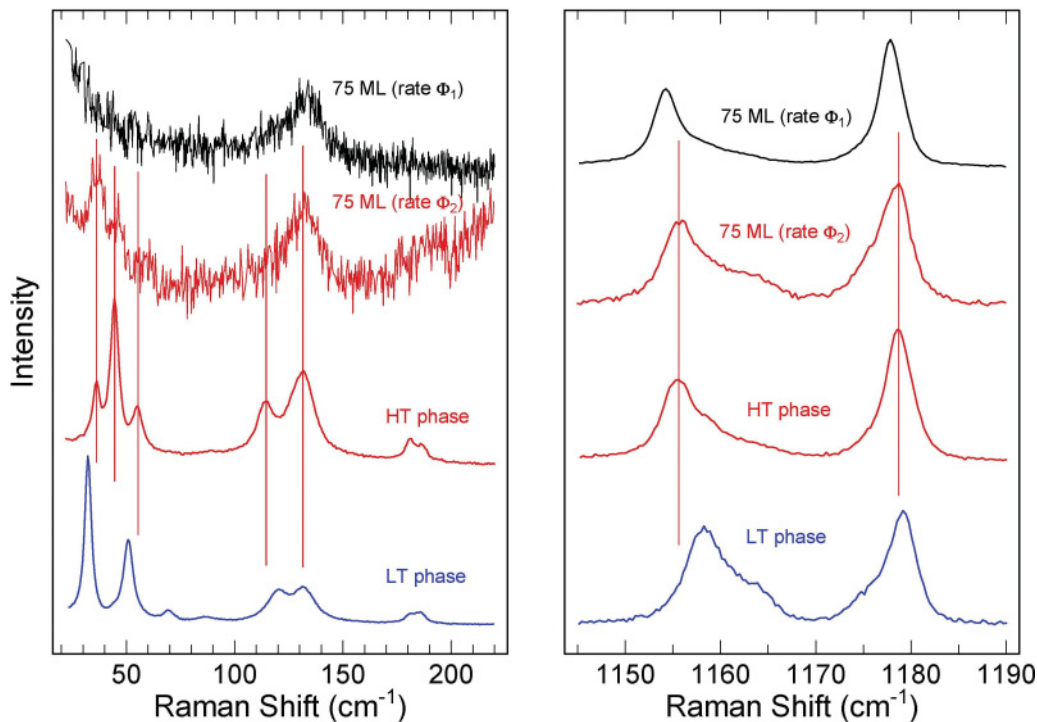 Intensity
75 ML (rate Φ₁)
75 ML (rate Φ₂)
HT phase
LT phase
50 100 150 200
Raman Shift (cm⁻¹)
75 ML (rate Φ₁)
75 ML (rate Φ₂)
HT phase
LT phase
1150 1160 1170 1180 1190
Raman Shift (cm⁻¹)